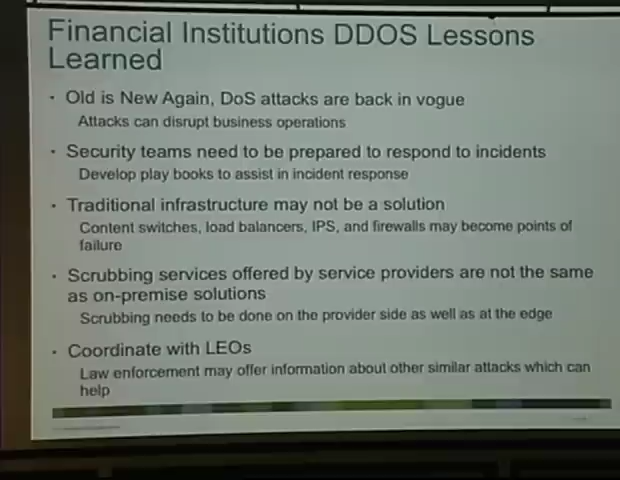 Financial Institutions DDOS Lessons
Learned
· Old is New Again, DoS attacks are back in vogue
Attacks can disrupt business operations
· Security teams need to be prepared to respond to incidents
Develop play books to assist in incident response
· Traditional infrastructure may not be a solution
Content switches, load balancers, IPS, and firewalls may become points of
failure
· Scrubbing services offered by service providers are not the same
as on-premise solutions
Scrubbing needs to be done on the provider side as well as at the edge
· Coordinate with LEOs
Law enforcement may offer information about other similar attacks which can
help